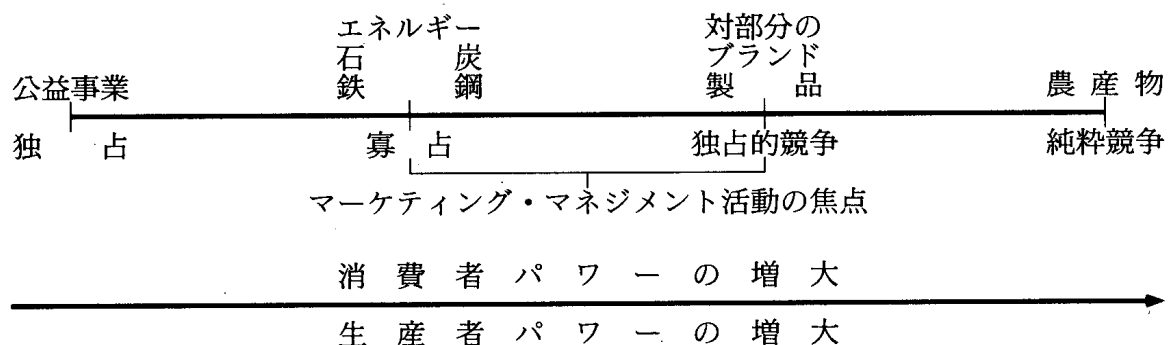 エネルギー
石炭
鉄鋼
対部分の
ブランド
製品
公益事業
農産物
独占
寡占
独占的競争
純粋競争
マーケティング・マネジメント活動の焦点
消費者パワーの増大
生産者パワーの増大